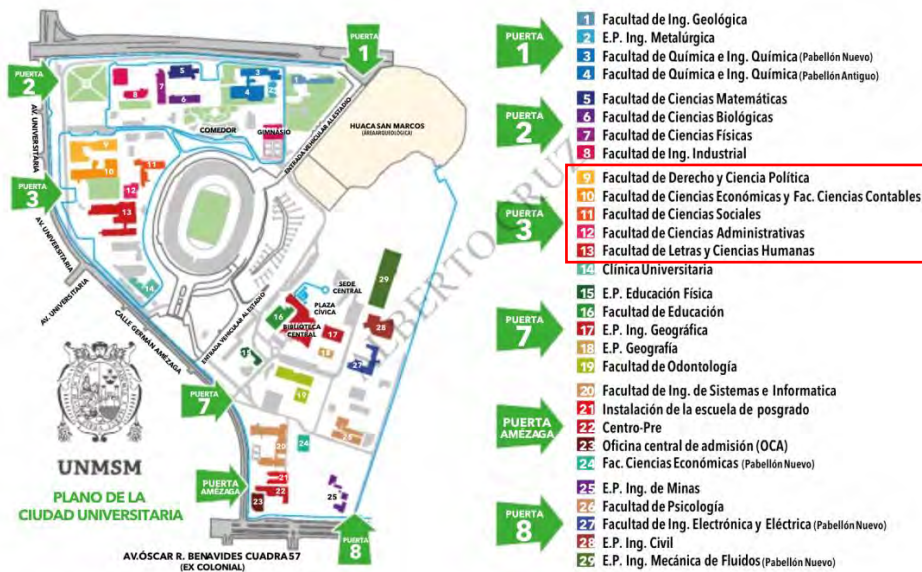 PUERTA
1
PUERTA
2
AV. UNIVERSITARIA
PUERTA
3
AV. UNIVERSITARIA
AV. UNIVERSITARIA
CALLE GERMÁN AMÉZAGA
COMEDOR
GIMNASIO
ENTRADA VEHICULAR AL ESTADIO
HUACA SAN MARCOS
(ÁREA ARQUEOLÓGICA)
ENTRADA VEHICULAR AL ESTADIO
SEDE
CENTRAL
PLAZA
CÍVICA
BIBLIOTECA
CENTRAL
ALBERTO CRUZ
PUERTA
7
PUERTA
AMÉZAGA
PUERTA
8
UNMSM
PLANO DE LA
CIUDAD UNIVERSITARIA
AV.ÓSCAR R. BENAVIDES CUADRA 57
(EX COLONIAL)
PUERTA
1
1 Facultad de Ing. Geológica
2 E.P. Ing. Metalúrgica
3 Facultad de Química e Ing. Química (Pabellón Nuevo)
4 Facultad de Química e Ing. Química (Pabellón Antiguo)
PUERTA
2
5 Facultad de Ciencias Matemáticas
6 Facultad de Ciencias Biológicas
7 Facultad de Ciencias Físicas
8 Facultad de Ing. Industrial
PUERTA
3
9 Facultad de Derecho y Ciencia Política
10 Facultad de Ciencias Económicas y Fac. Ciencias Contables
11 Facultad de Ciencias Sociales
12 Facultad de Ciencias Administrativas
13 Facultad de Letras y Ciencias Humanas
14 Clínica Universitaria
PUERTA
7
15 E.P. Educación Física
16 Facultad de Educación
17 E.P. Ing. Geográfica
18 E.P. Geografía
19 Facultad de Odontología
PUERTA
AMÉZAGA
20 Facultad de Ing. de Sistemas e Informatica
21 Instalación de la escuela de posgrado
22 Centro-Pre
23 Oficina central de admisión (OCA)
24 Fac. Ciencias Económicas (Pabellón Nuevo)
PUERTA
8
25 E.P. Ing. de Minas
26 Facultad de Psicología
27 Facultad de Ing. Electrónica y Eléctrica (Pabellón Nuevo)
28 E.P. Ing. Civil
29 E.P. Ing. Mecánica de Fluidos (Pabellón Nuevo)